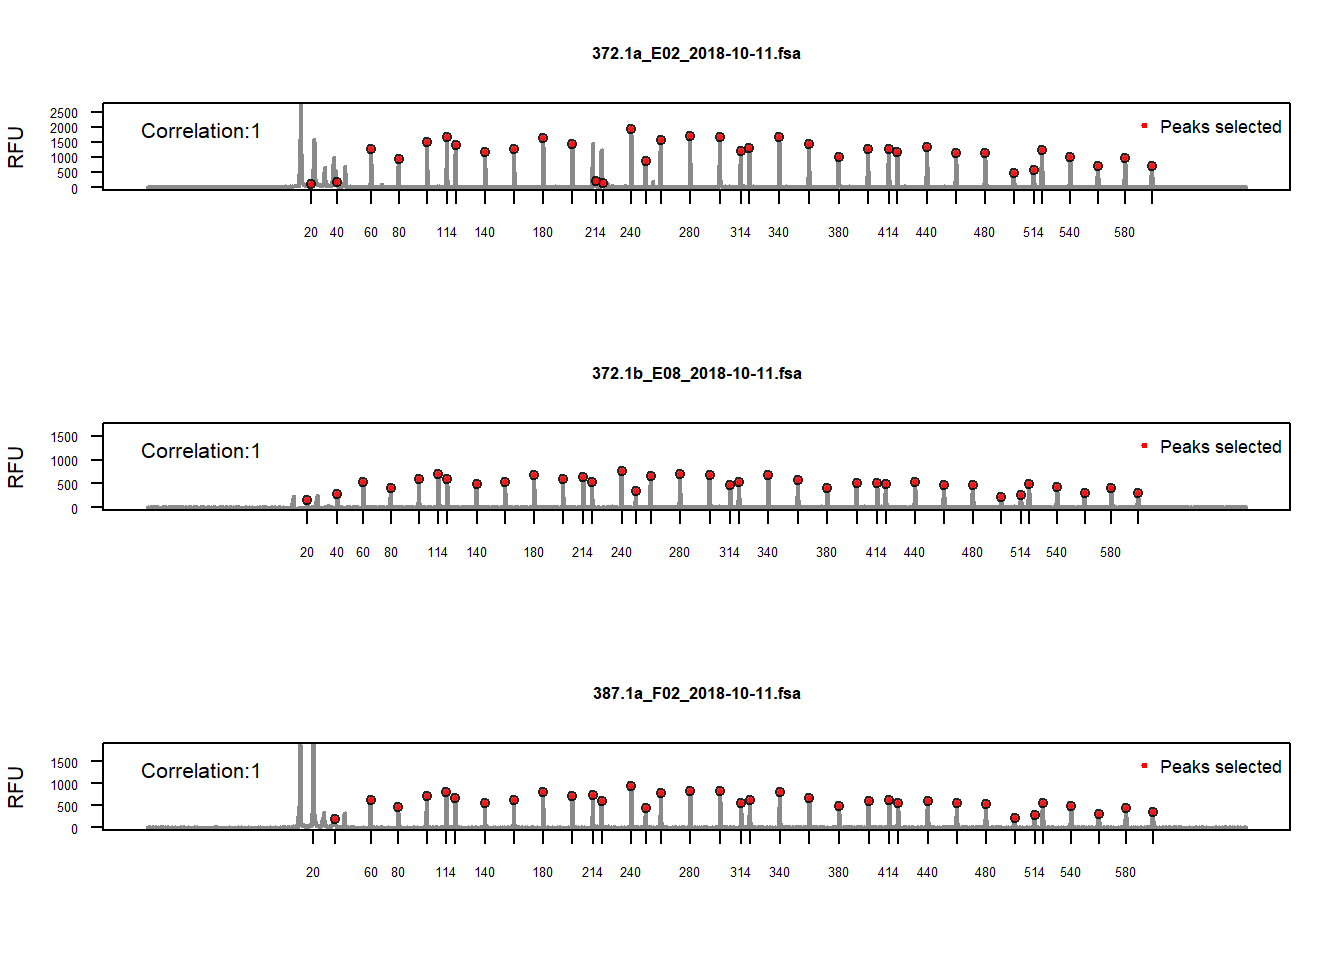 372.1a_E02_2018-10-11.fsa
RFU
2500
2000
1500
1000
500
0
Correlation:1
Peaks selected
20 40 60 80 114 140 180 214 240 280 314 340 380 414 440 480 514 540 580
372.1b_E08_2018-10-11.fsa
RFU
1500
1000
500
0
Correlation:1
Peaks selected
20 40 60 80 114 140 180 214 240 280 314 340 380 414 440 480 514 540 580
387.1a_F02_2018-10-11.fsa
RFU
1500
1000
500
0
Correlation:1
Peaks selected
20 60 80 114 140 180 214 240 280 314 340 380 414 440 480 514 540 580